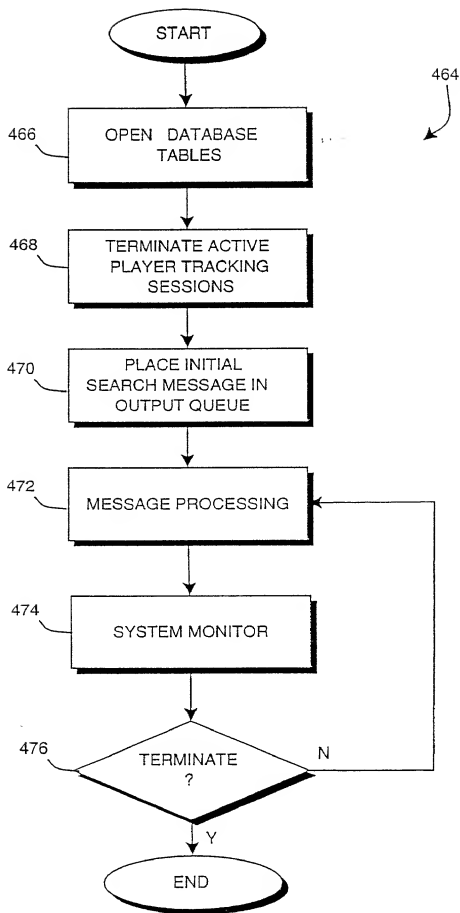 START
464
466
OPEN DATABASE
TABLES
468
TERMINATE ACTIVE
PLAYER TRACKING
SESSIONS
470
PLACE INITIAL
SEARCH MESSAGE IN
OUTPUT QUEUE
472
MESSAGE PROCESSING
474
SYSTEM MONITOR
476
TERMINATE
?
N
Y
END